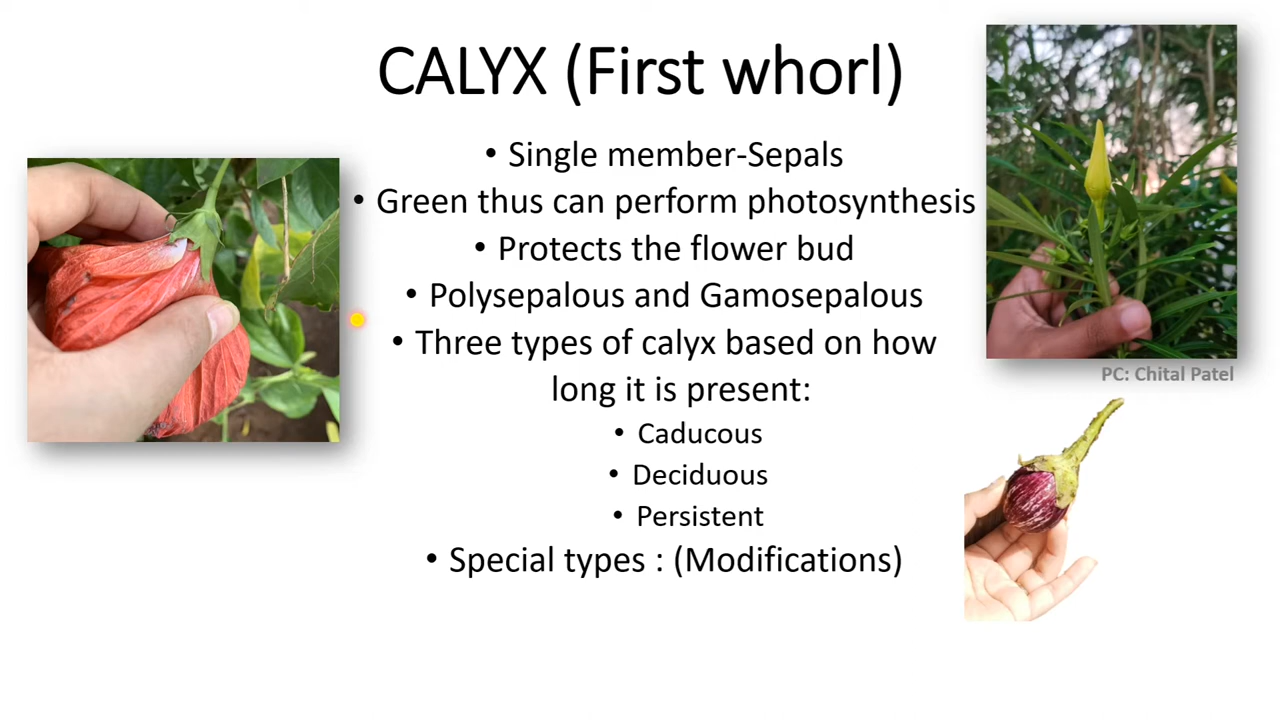 CALYX (First whorl)
• Single member-Sepals
• Green thus can perform photosynthesis
• Protects the flower bud
• Polysepalous and Gamosepalous
• Three types of calyx based on how
long it is present:
• Caducous
• Deciduous
• Persistent
• Special types : (Modifications)
PC: Chital Patel